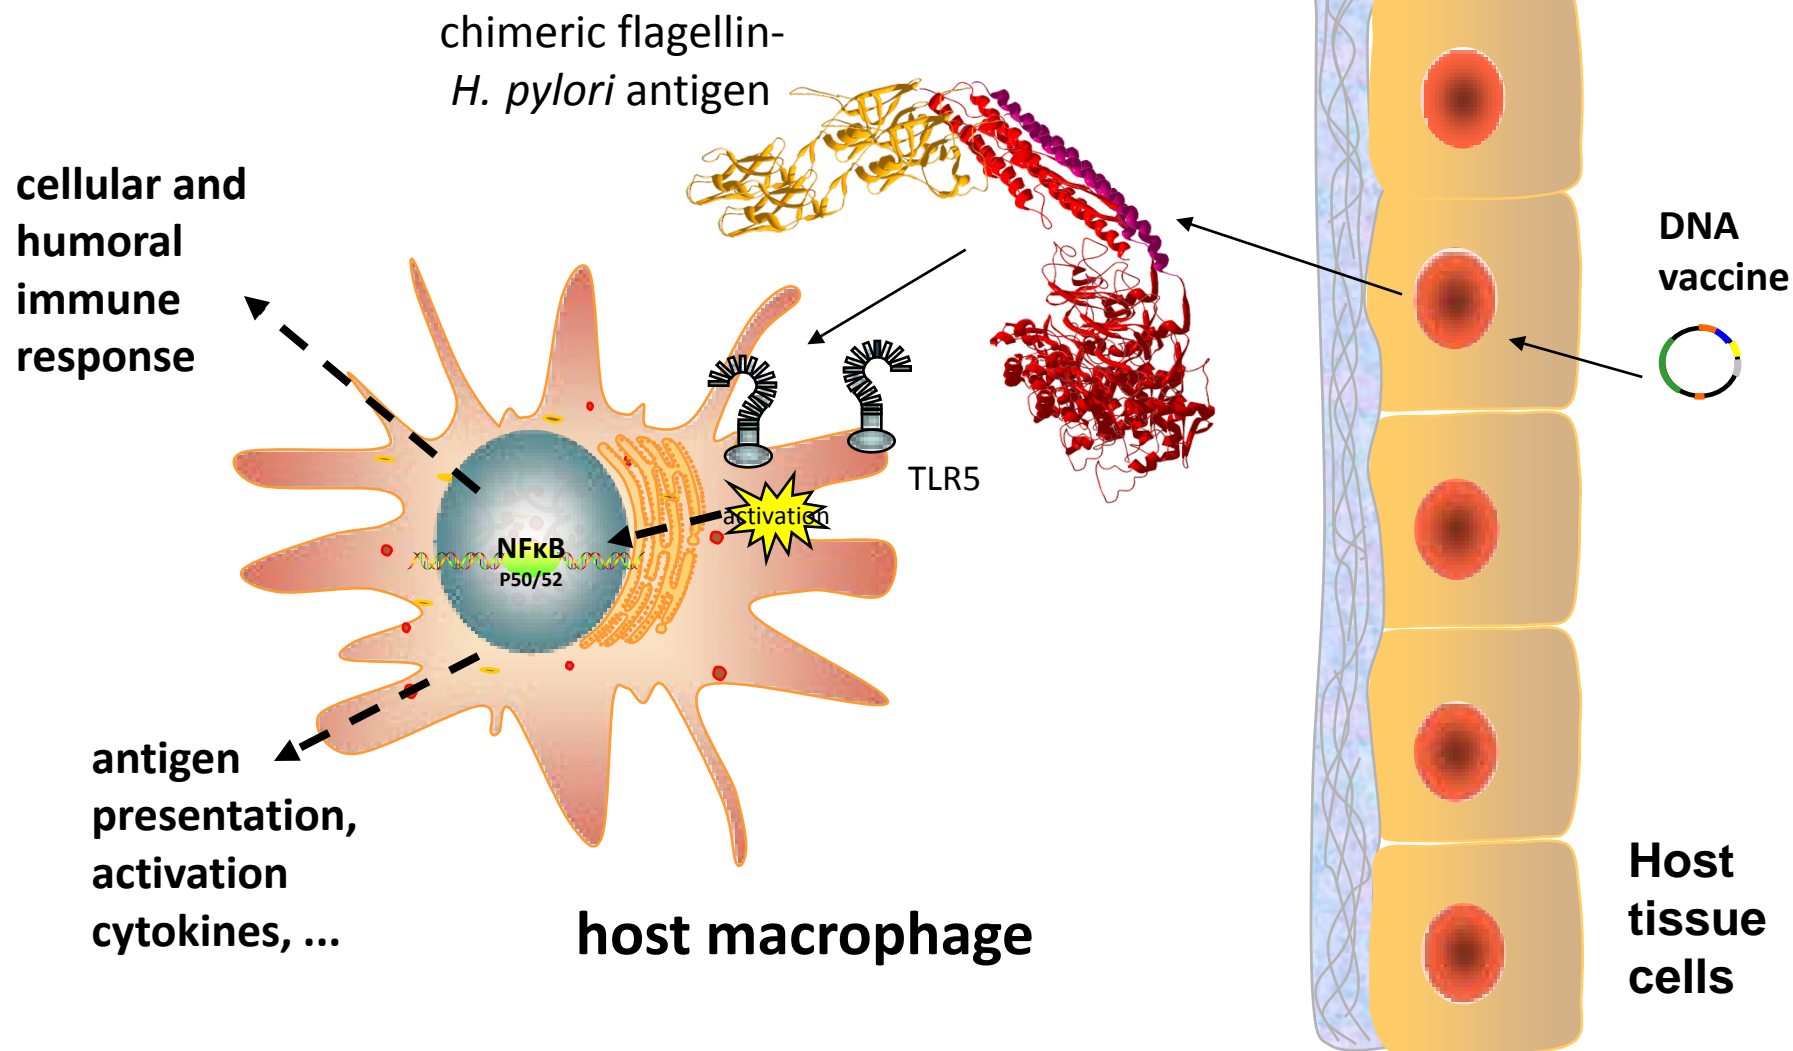 chimeric flagellin-
H. pylori antigen
cellular and
humoral
immune
response
DNA
vaccine
TLR5
activation
NFκB
P50/52
antigen
presentation,
activation
cytokines, ...
host macrophage
Host
tissue
cells